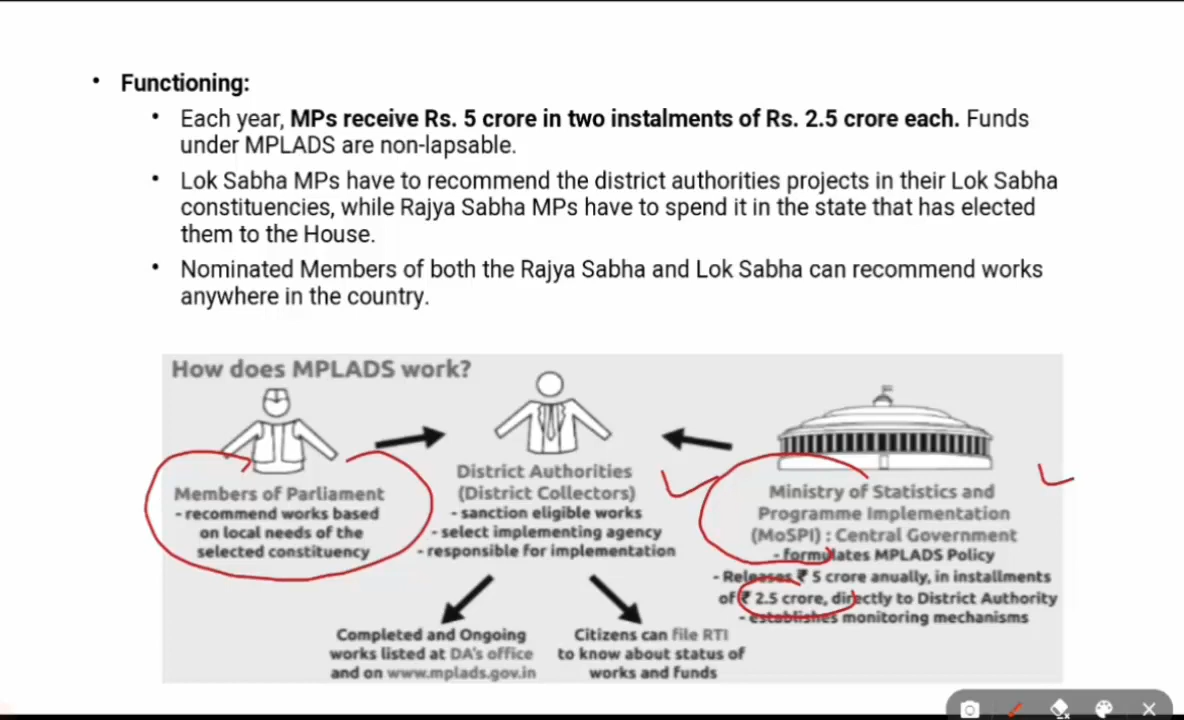 • Functioning:
• Each year, MPs receive Rs. 5 crore in two instalments of Rs. 2.5 crore each. Funds
under MPLADS are non-lapsable.
• Lok Sabha MPs have to recommend the district authorities projects in their Lok Sabha
constituencies, while Rajya Sabha MPs have to spend it in the state that has elected
them to the House.
• Nominated Members of both the Rajya Sabha and Lok Sabha can recommend works
anywhere in the country.
How does MPLADS work?
Members of Parliament
- recommend works based
on local needs of the
selected constituency
District Authorities
(District Collectors)
- sanction eligible works
- select implementing agency
- responsible for implementation
Ministry of Statistics and
Programme Implementation
(MoSPI) : Central Government
- formulates MPLADS Policy
- Releases ₹ 5 crore anually, in installments
of ₹ 2.5 crore, directly to District Authority
- establishes monitoring mechanisms
Completed and Ongoing
works listed at DA's office
and on www.mplads.gov.in
Citizens can file RTI
to know about status of
works and funds